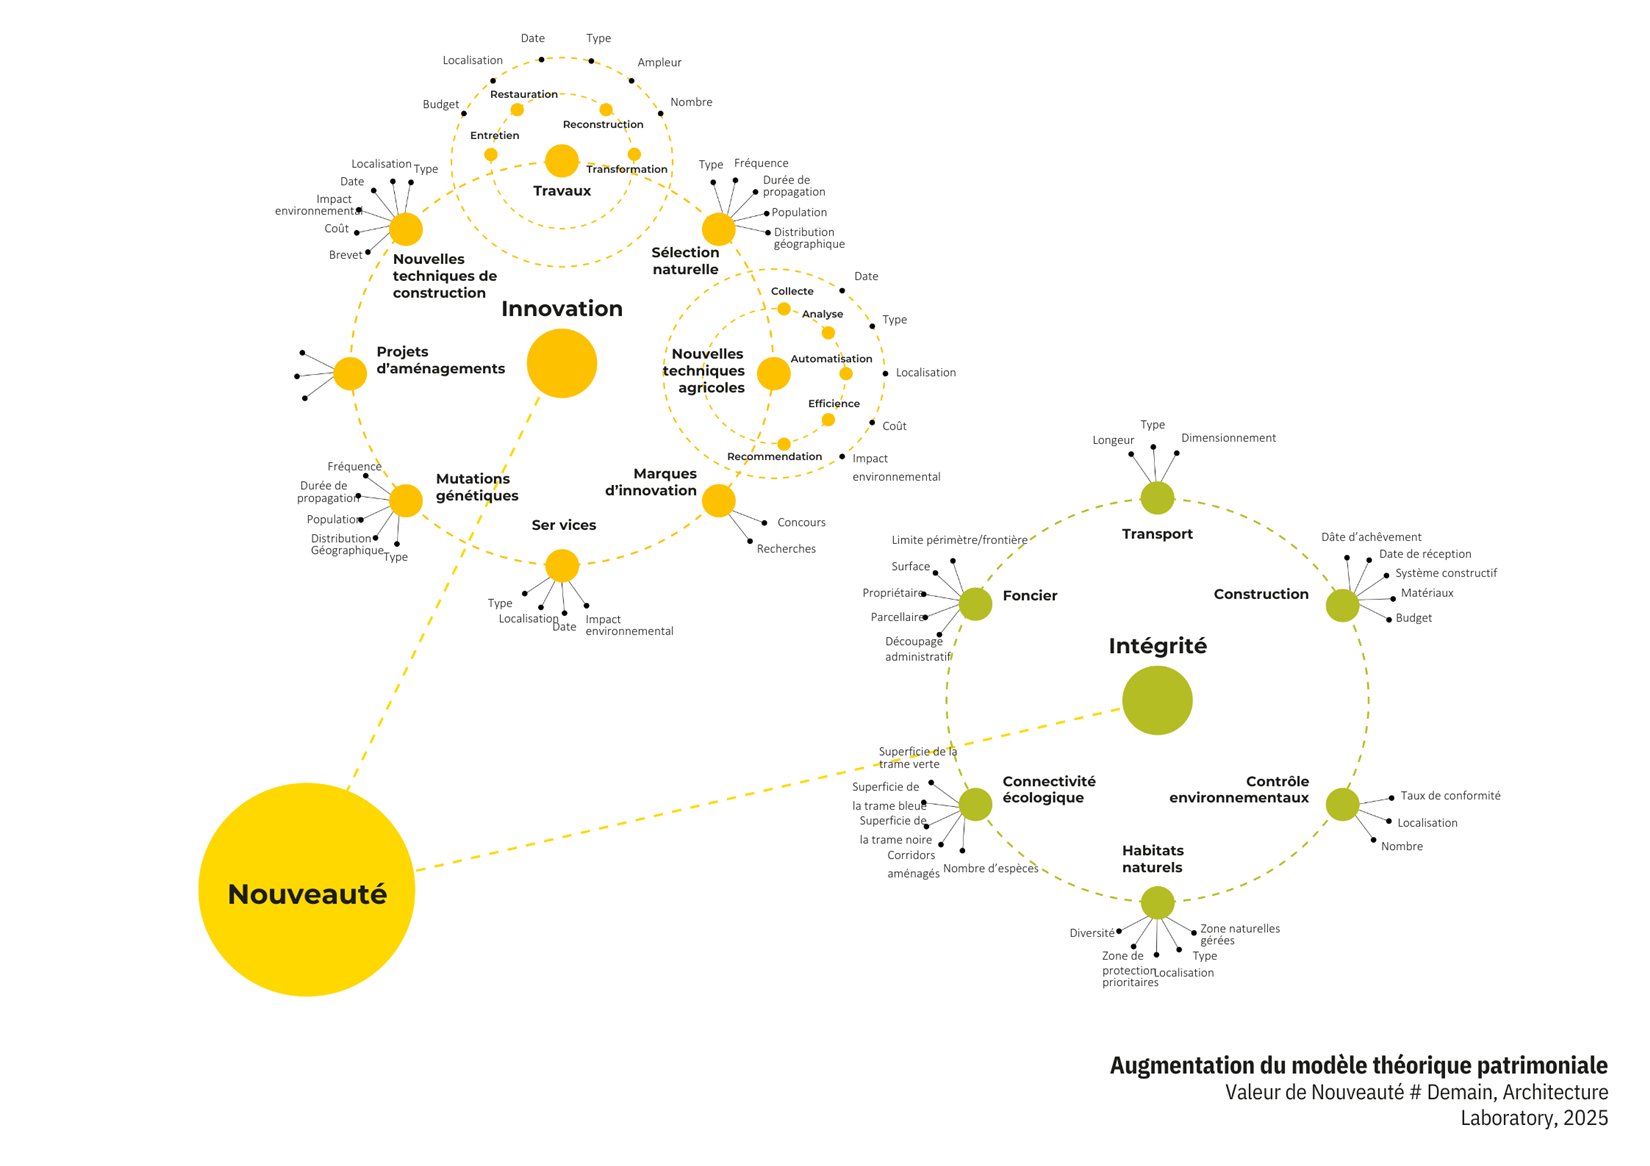 Date
Type
Localisation
Ampleur
Budget
Nombre
Restauration
Reconstruction
Entretien
Transformation
Travaux
Localisation
Type
Date
Impact
environnemental
Coût
Brevet
Nouvelles
techniques de
construction
Type
Fréquence
Durée de
propagation
Population
Distribution
géographique
Sélection
naturelle
Innovation
Projets
d'aménagements
Collecte
Analyse
Automatisation
Efficience
Recommendation
Nouvelles
techniques
agricoles
Date
Type
Localisation
Coût
Impact
environnemental
Fréquence
Durée de
propagation
Population
Distribution
Géographique
Type
Mutations
génétiques
Marques
d'innovation
Concours
Recherches
Ser vices
Type
Localisation
Date
Impact
environnemental
Nouveauté
Longeur
Type
Dimensionnement
Transport
Limite périmètre/frontière
Surface
Propriétaire
Parcellaire
Découpage
administratif
Foncier
Dâte d'achêvement
Date de réception
Système constructif
Matériaux
Budget
Construction
Intégrité
Superficie de la
trame verte
Superficie de
la trame bleue
Superficie de
la trame noire
Corridors
aménagés
Nombre d'espèces
Connectivité
écologique
Contrôle
environnementaux
Taux de conformité
Localisation
Nombre
Habitats
naturels
Diversité
Zone de
protection
prioritaires
Localisation
Type
Zone naturelles
gérées
Augmentation du modèle théorique patrimoniale
Valeur de Nouveauté # Demain, Architecture
Laboratory, 2025